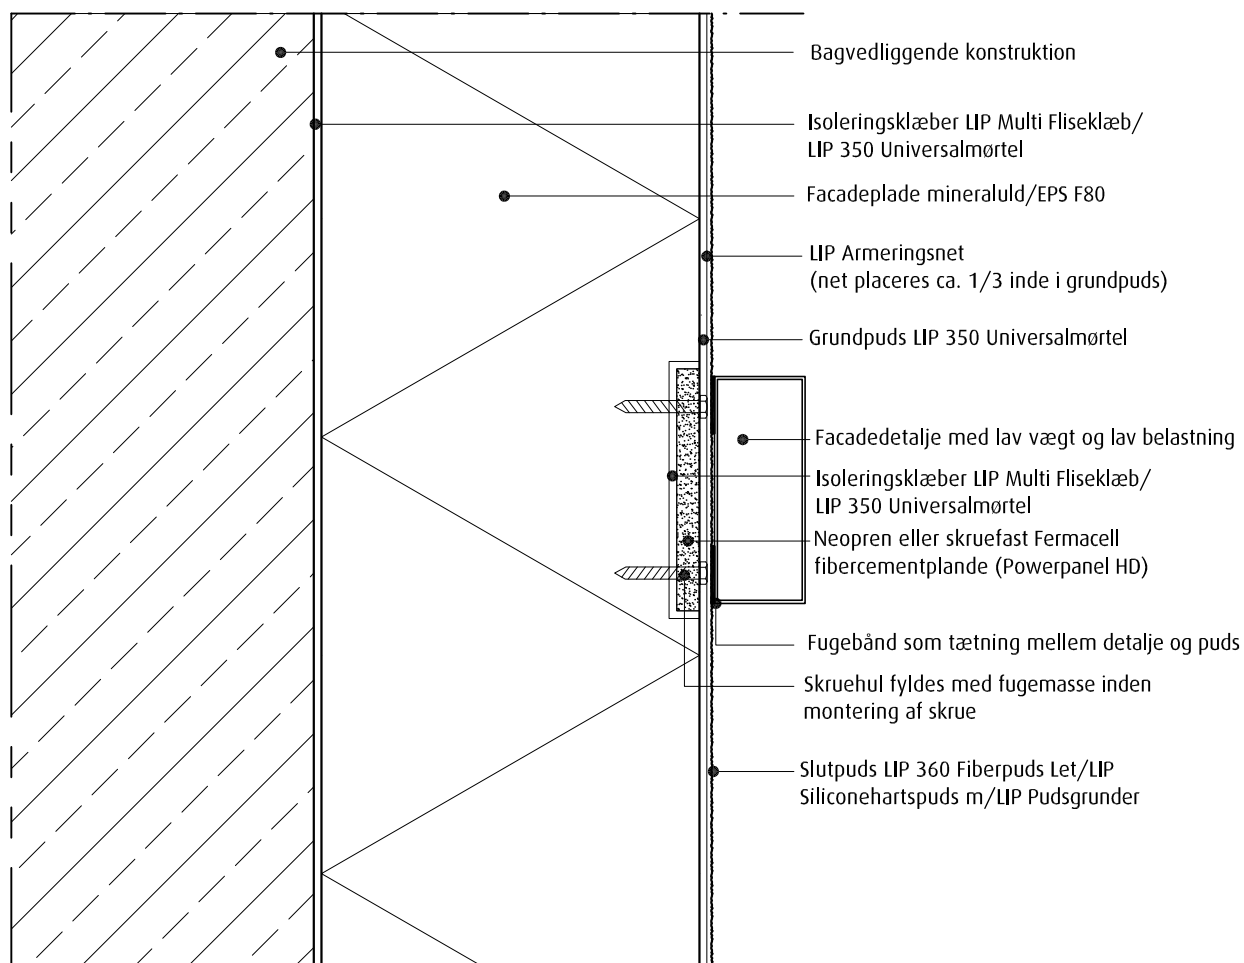 Bagvedliggende konstruktion
Isoleringsklæber LIP Multi Fliseklæb/
LIP 350 Universalmørtel
Facadeplade mineraluld/EPS F80
LIP Armeringsnet
(net placeres ca. 1/3 inde i grundpuds)
Grundpuds LIP 350 Universalmørtel
Facadedetalje med lav vægt og lav belastning
Isoleringsklæber LIP Multi Fliseklæb/
LIP 350 Universalmørtel
Neopren eller skruefast Fermacell
fibercementplande (Powerpanel HD)
Fugebånd som tætning mellem detalje og puds
Skruehul fyldes med fugemasse inden
montering af skrue
Slutpuds LIP 360 Fiberpuds Let/LIP
Siliconehartspuds m/LIP Pudsgrunder